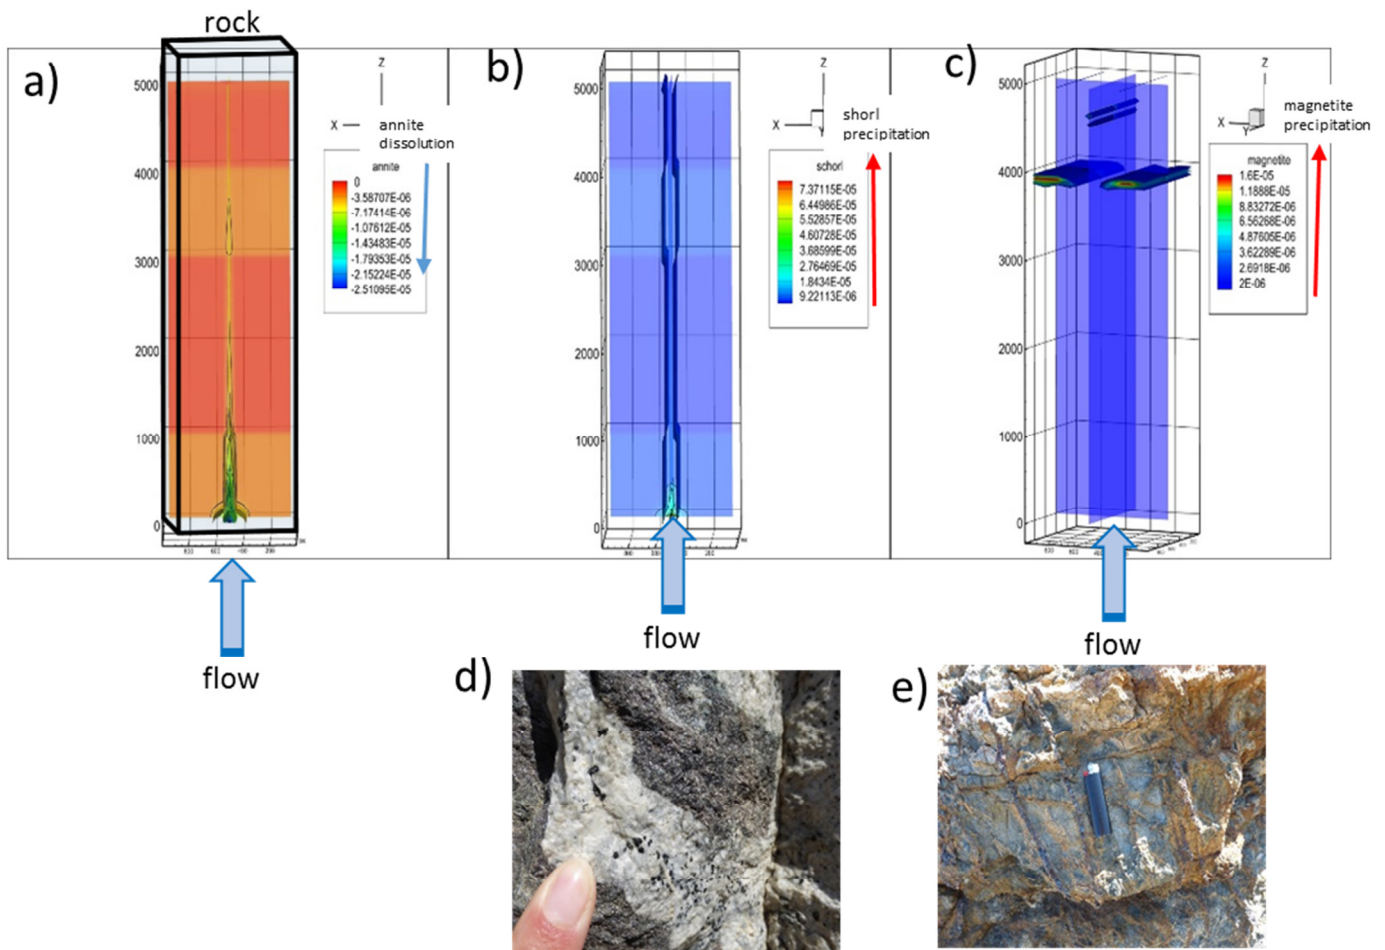 rock
a)
5000
4000
3000
2000
1000
0
800
600
400
200
Z
X
annite
dissolution
annite
0
-3.58707E-06
-7.17414E-06
-1.07612E-05
-1.43483E-05
-1.79353E-05
-2.15224E-05
-2.51095E-05
flow
b)
5000
4000
3000
2000
1000
0
200
Z
X
Y
shorl
precipitation
schorl
7.37115E-05
6.44986E-05
5.52857E-05
4.60728E-05
3.68599E-05
2.76469E-05
1.8434E-05
9.22113E-06
flow
c)
5000
4000
3000
2000
1000
0
Z
X
Y
magnetite
precipitation
magnetite
1.6E-05
1.1888E-05
8.83272E-06
6.56268E-06
4.87605E-06
3.62289E-06
2.6918E-06
2E-06
flow
d)
e)